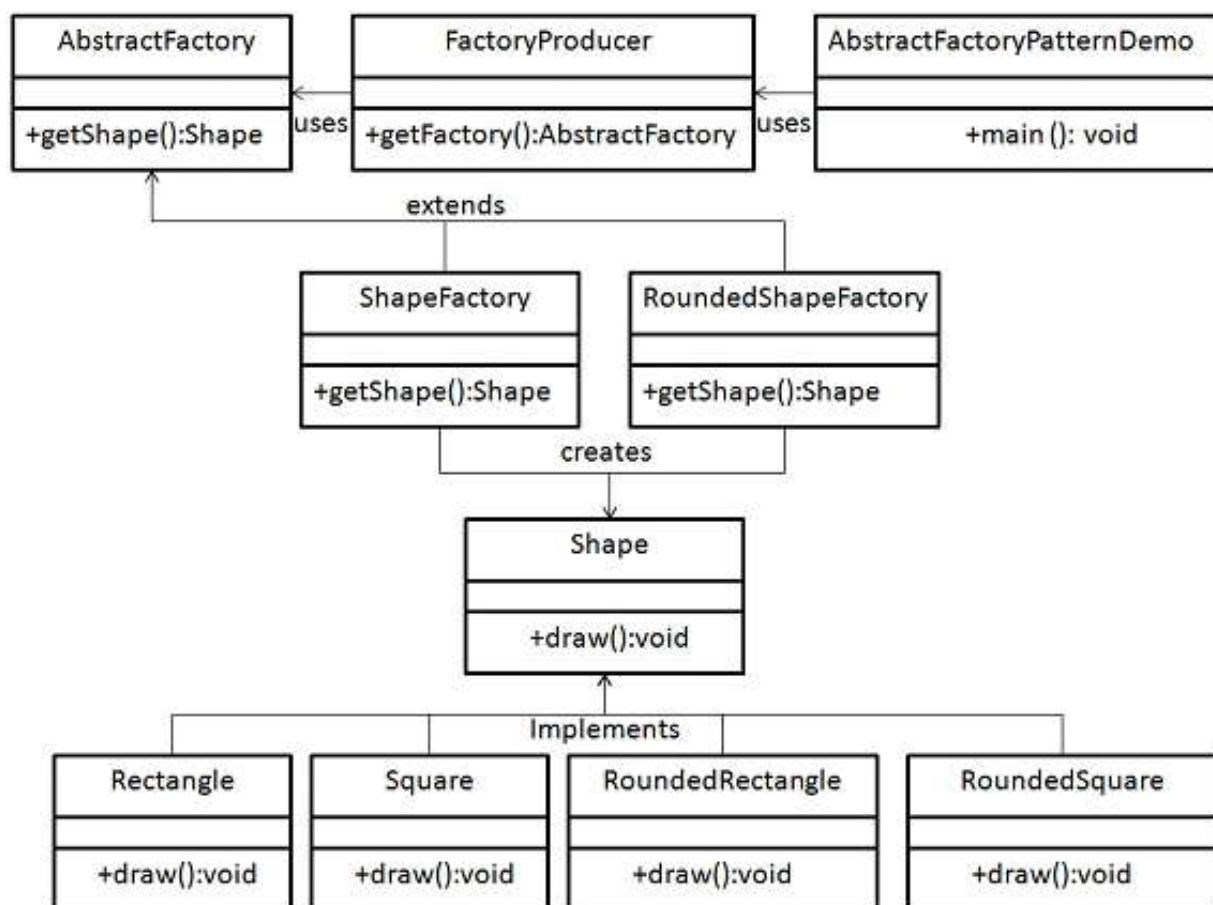 AbstractFactory
+getShape():Shape
uses
FactoryProducer
+getFactory():AbstractFactory
uses
AbstractFactoryPatternDemo
+main (): void
extends
ShapeFactory
+getShape():Shape
RoundedShapeFactory
+getShape():Shape
creates
Shape
+draw():void
Implements
Rectangle
+draw():void
Square
+draw():void
RoundedRectangle
+draw():void
RoundedSquare
+draw():void